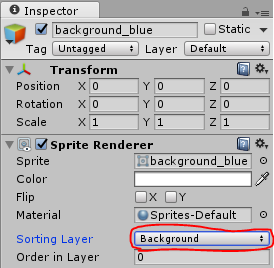 Inspector
background_blue Static
Tag Untagged Layer Default
Transform
Position X 0 Y 0 Z 0
Rotation X 0 Y 0 Z 0
Scale X 1 Y 1 Z 1
Sprite Renderer
Sprite background_blue
Color
Flip X Y
Material Sprites-Default
Sorting Layer Background
Order in Layer 0